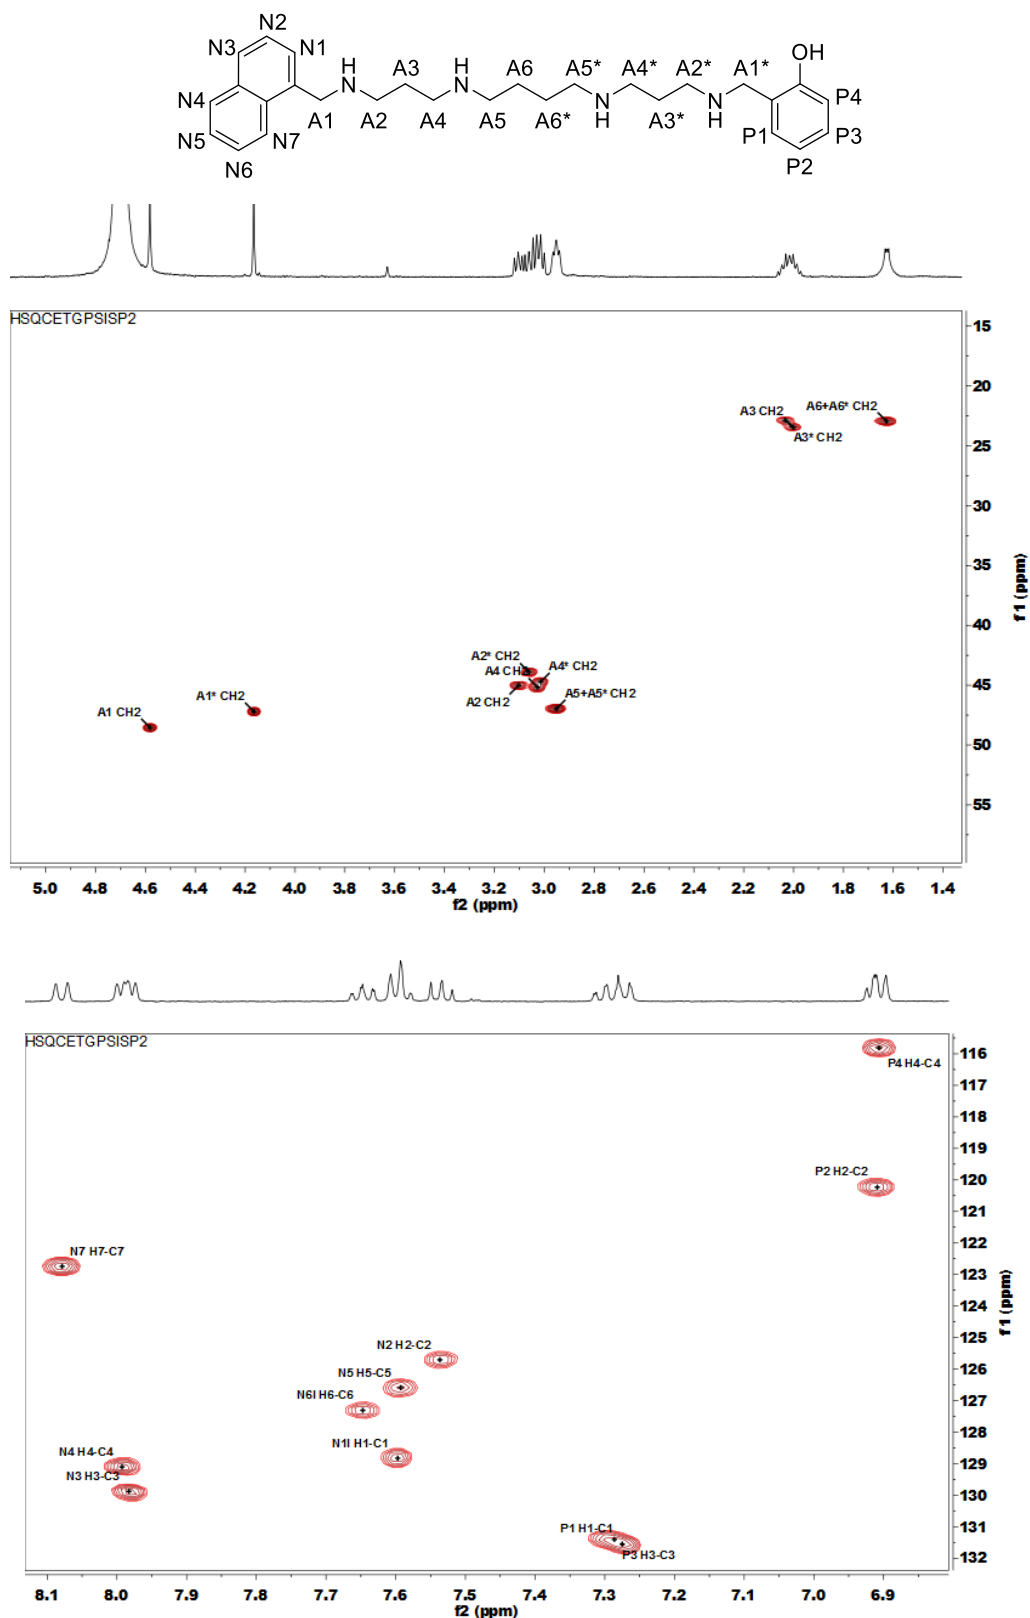 N2
N3 N1 OH
H A3 H A6 A5* A4* A2* A1*
N N P4
N4
A1 A2 A4 A5 N A3* N P1 P3
N5 N7 A6* H H
N6 P2
HSQCETGPSISP2
15
20
A3 CH2 A6+A6* CH2
A3* CH2
25
30
35
40
A2* CH2
A4 CH2 A4* CH2
45
A2 CH2 A5+A5* CH2
A1* CH2
A1 CH2
50
55
f1 (ppm)
5.0 4.8 4.6 4.4 4.2 4.0 3.8 3.6 3.4 3.2 3.0 2.8 2.6 2.4 2.2 2.0 1.8 1.6 1.4
f2 (ppm)
HSQCETGPSISP2
116
P4 H4-C4
117
118
119
P2 H2-C2
120
121
122
N7 H7-C7
123
124
125
N2 H2-C2
126
N5 H5-C5
N6I H6-C6
127
128
N1I H1-C1
N4 H4-C4
129
N3 H3-C3
130
131
P1 H1-C1
P3 H3-C3
132
f1 (ppm)
8.1 8.0 7.9 7.8 7.7 7.6 7.5 7.4 7.3 7.2 7.1 7.0 6.9
f2 (ppm)